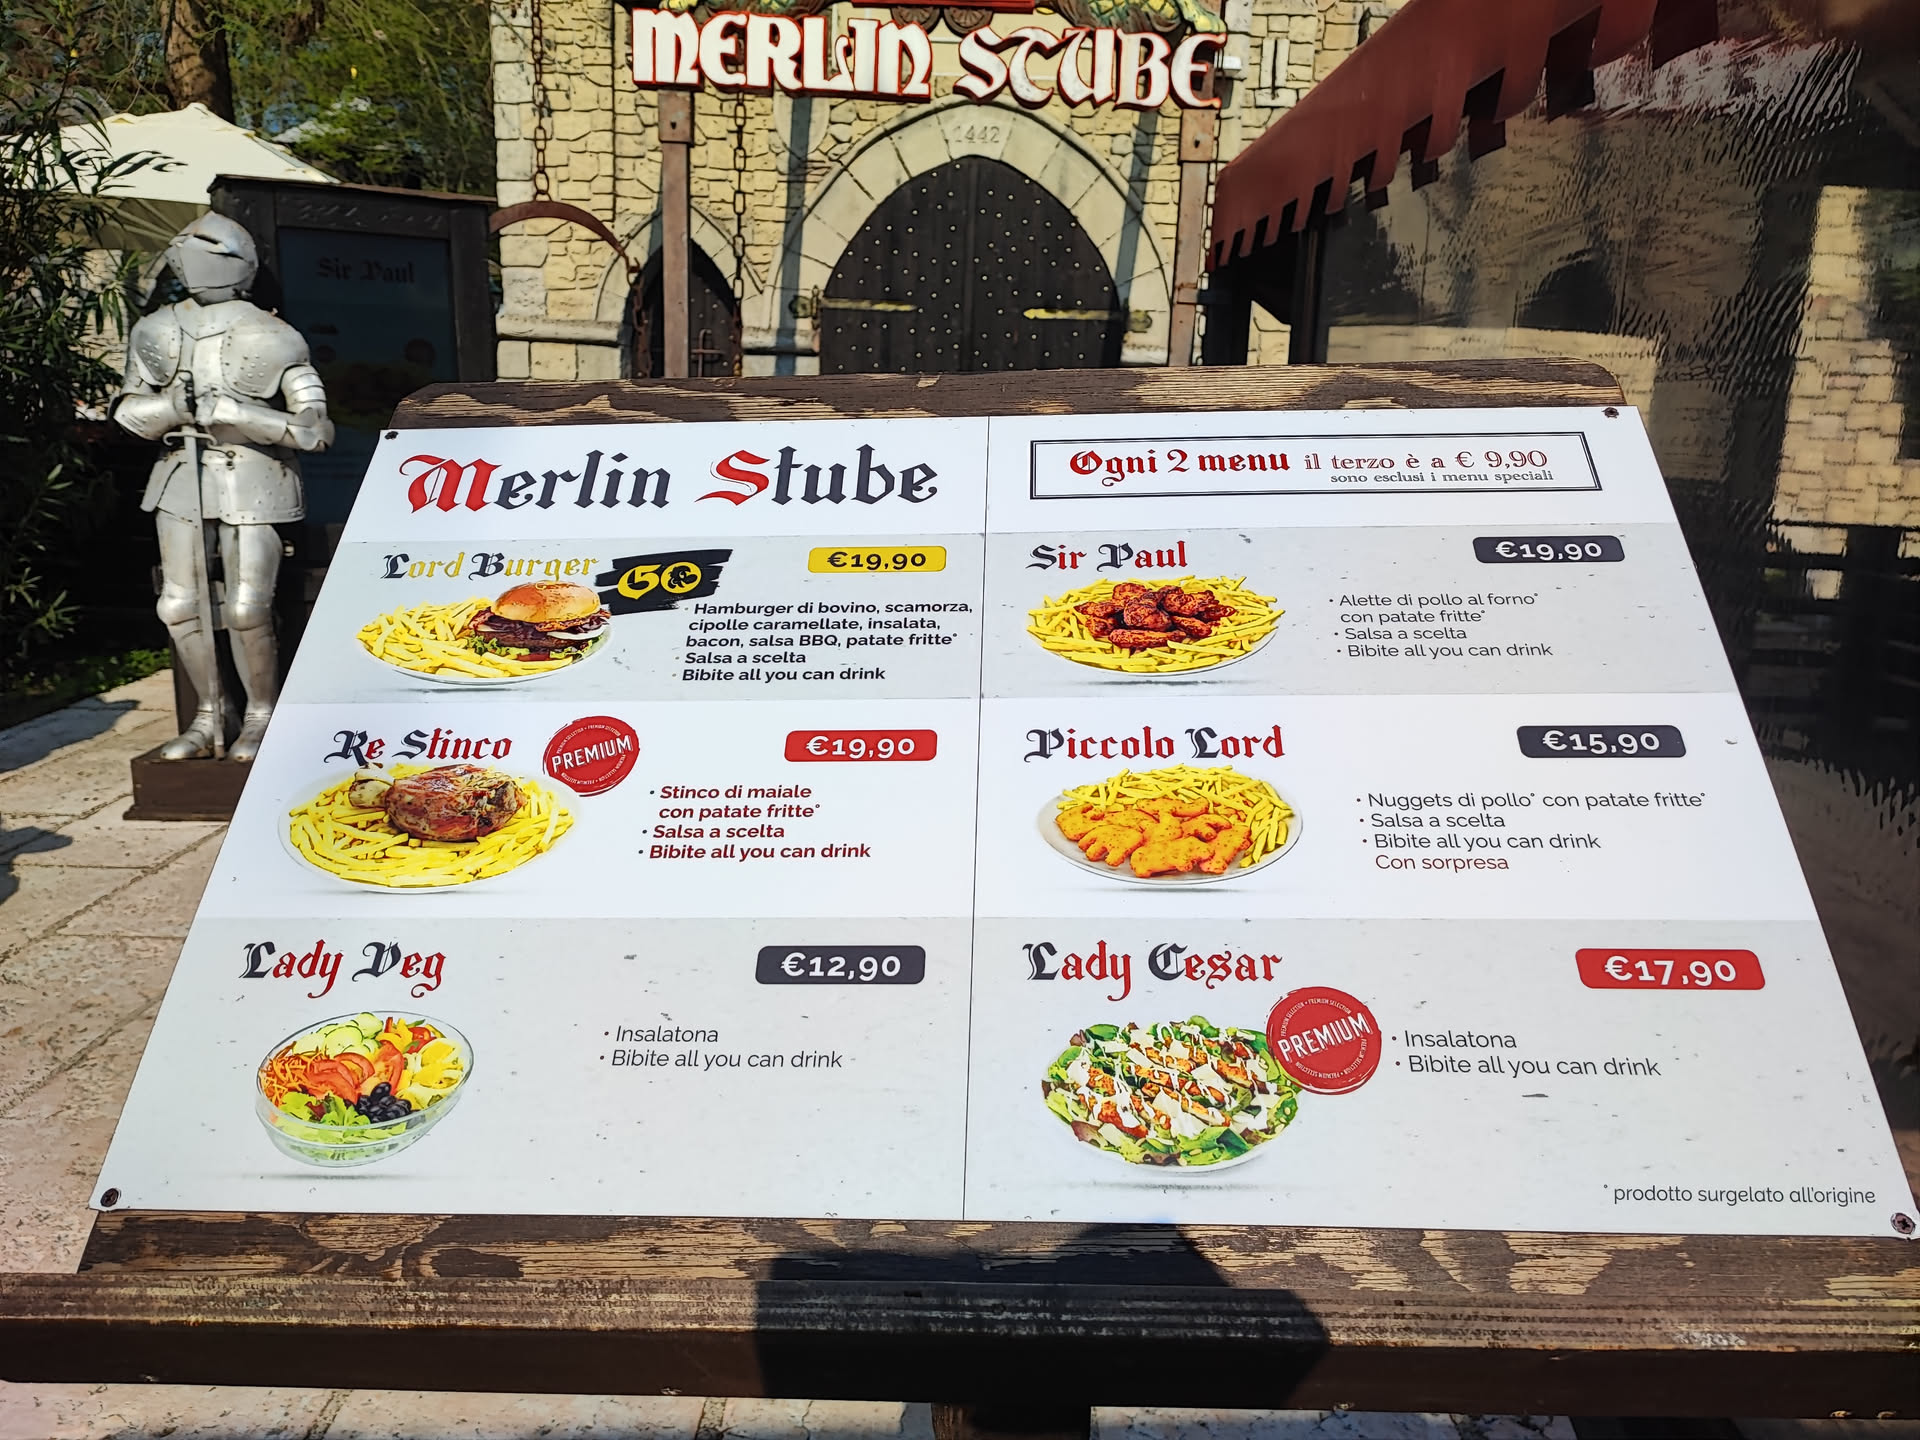 MERLIN STUBE
1442
Sir Paul
Merlin Stube
Ogni 2 menu il terzo è a € 9,90
sono esclusi i menu speciali
Lord Burger
50
€19,90
· Hamburger di bovino, scamorza,
cipolle caramellate, insalata,
bacon, salsa BBQ, patate fritte°
· Salsa a scelta
· Bibite all you can drink
Sir Paul
€19,90
· Alette di pollo al forno°
con patate fritte°
· Salsa a scelta
· Bibite all you can drink
Re Stinco
PREMIUM
€19,90
· Stinco di maiale
con patate fritte°
· Salsa a scelta
· Bibite all you can drink
Piccolo Lord
€15,90
· Nuggets di pollo° con patate fritte°
· Salsa a scelta
· Bibite all you can drink
Con sorpresa
Lady Veg
€12,90
· Insalatona
· Bibite all you can drink
Lady Cesar
PREMIUM
€17,90
· Insalatona
· Bibite all you can drink
° prodotto surgelato all'origine